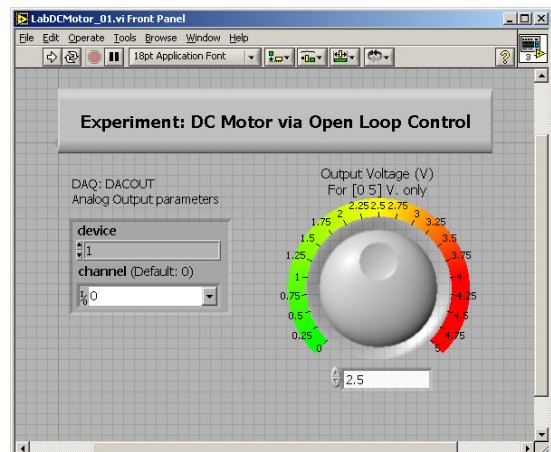 LabDCMotor_01.vi Front Panel
File Edit Operate Tools Browse Window Help
18pt Application Font
?
3
Experiment: DC Motor via Open Loop Control
DAQ: DACOUT
Analog Output parameters
device
1
channel (Default: 0)
I/O 0
Output Voltage (V)
For [0 5] V. only
0
0.25
0.5
0.75
1
1.25
1.5
1.75
2
2.25
2.5
2.75
3
3.25
3.5
3.75
4
4.25
4.5
4.75
5
2.5